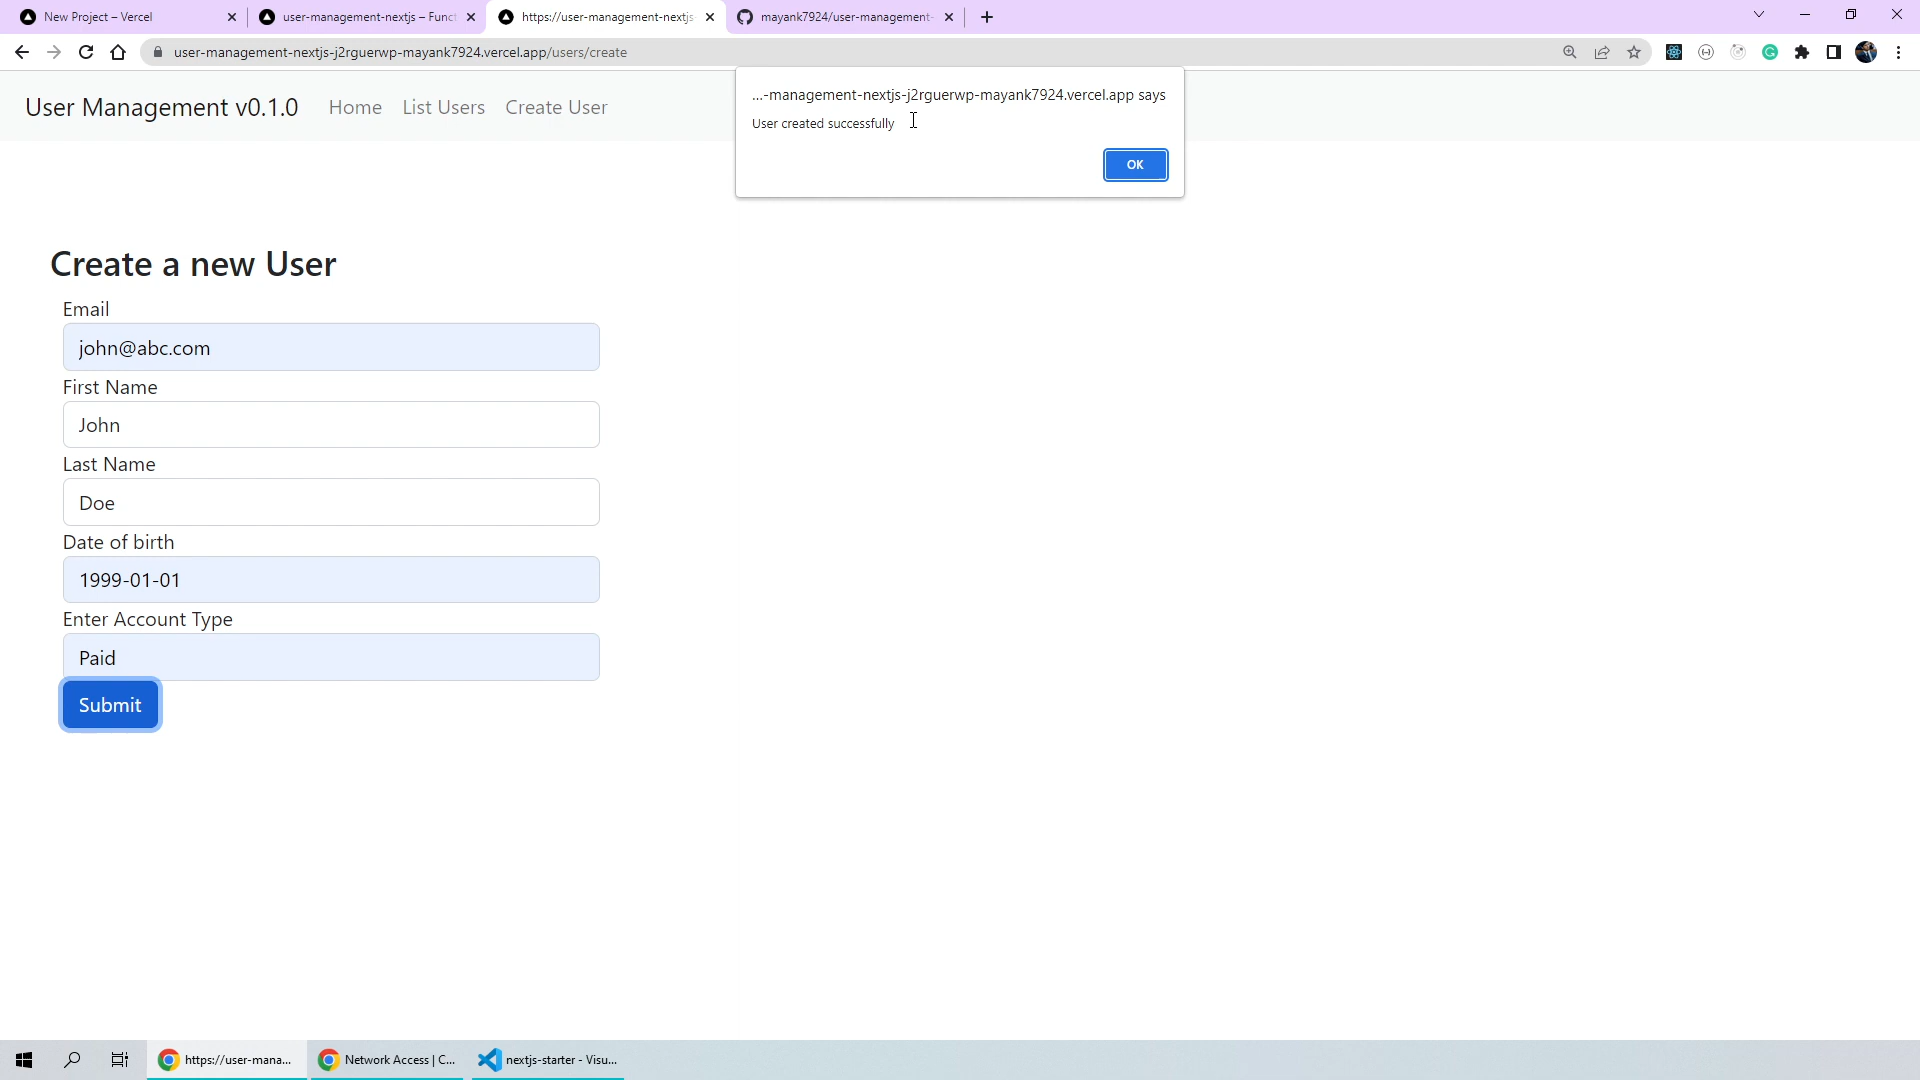 New Project – Vercel
user-management-nextjs – Funct
https://user-management-nextjs-
mayank7924/user-management-
user-management-nextjs-j2rguerwp-mayank7924.vercel.app/users/create
User Management v0.1.0
Home
List Users
Create User
...-management-nextjs-j2rguerwp-mayank7924.vercel.app says
User created successfully
OK
Create a new User
Email
john@abc.com
First Name
John
Last Name
Doe
Date of birth
1999-01-01
Enter Account Type
Paid
Submit
https://user-mana...
Network Access | C...
nextjs-starter - Visu...